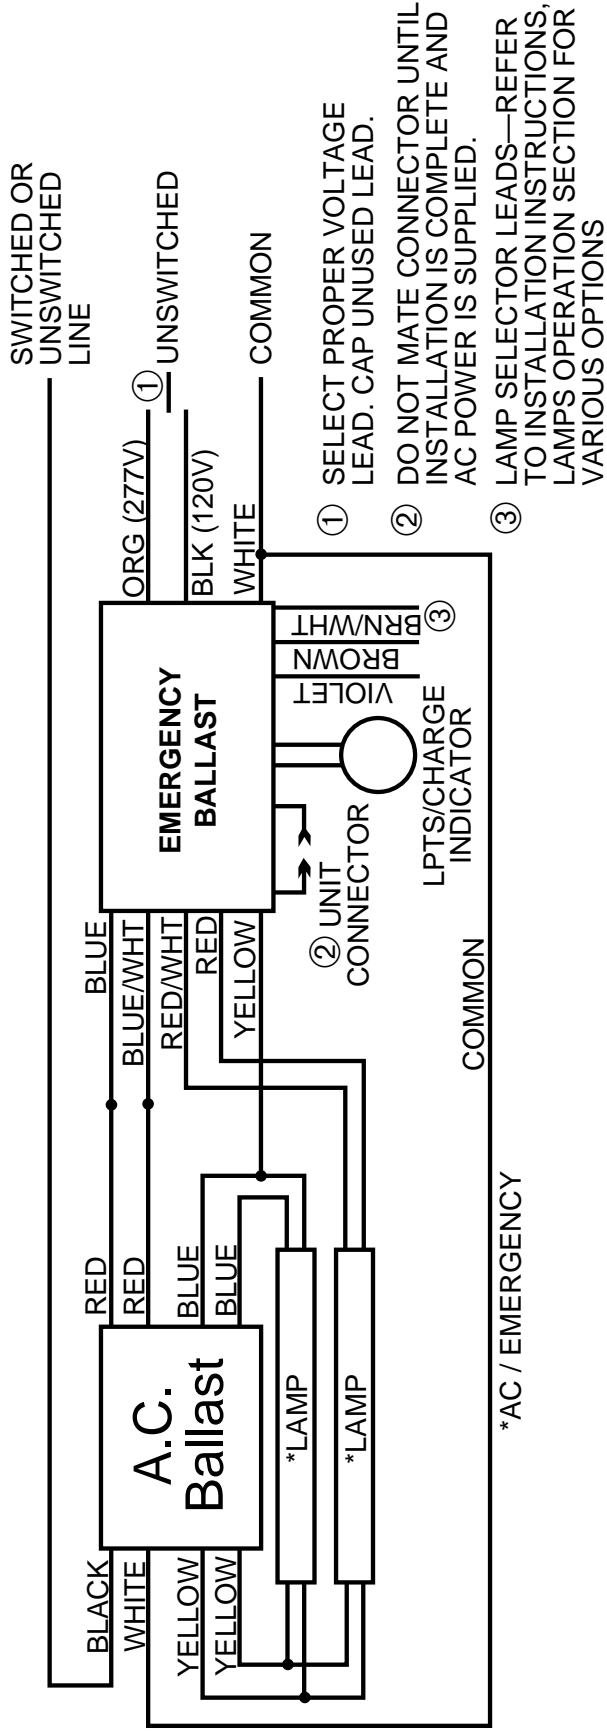 SWITCHED OR
UNSWITCHED
LINE
ORG (277V)
①
UNSWITCHED
BLK (120V)
WHITE
COMMON
EMERGENCY
BALLAST
BLUE
BLUE/WHT
RED/WHT
RED
YELLOW
VIOLET
BROWN
BRN/WHT
③
② UNIT
CONNECTOR
LPTS/CHARGE
INDICATOR
RED
RED
BLUE
BLUE
A.C.
Ballast
BLACK
WHITE
YELLOW
YELLOW
*LAMP
*LAMP
COMMON
*AC / EMERGENCY
① SELECT PROPER VOLTAGE
LEAD. CAP UNUSED LEAD.
② DO NOT MATE CONNECTOR UNTIL
INSTALLATION IS COMPLETE AND
AC POWER IS SUPPLIED.
③ LAMP SELECTOR LEADS—REFER
TO INSTALLATION INSTRUCTIONS,
LAMPS OPERATION SECTION FOR
VARIOUS OPTIONS